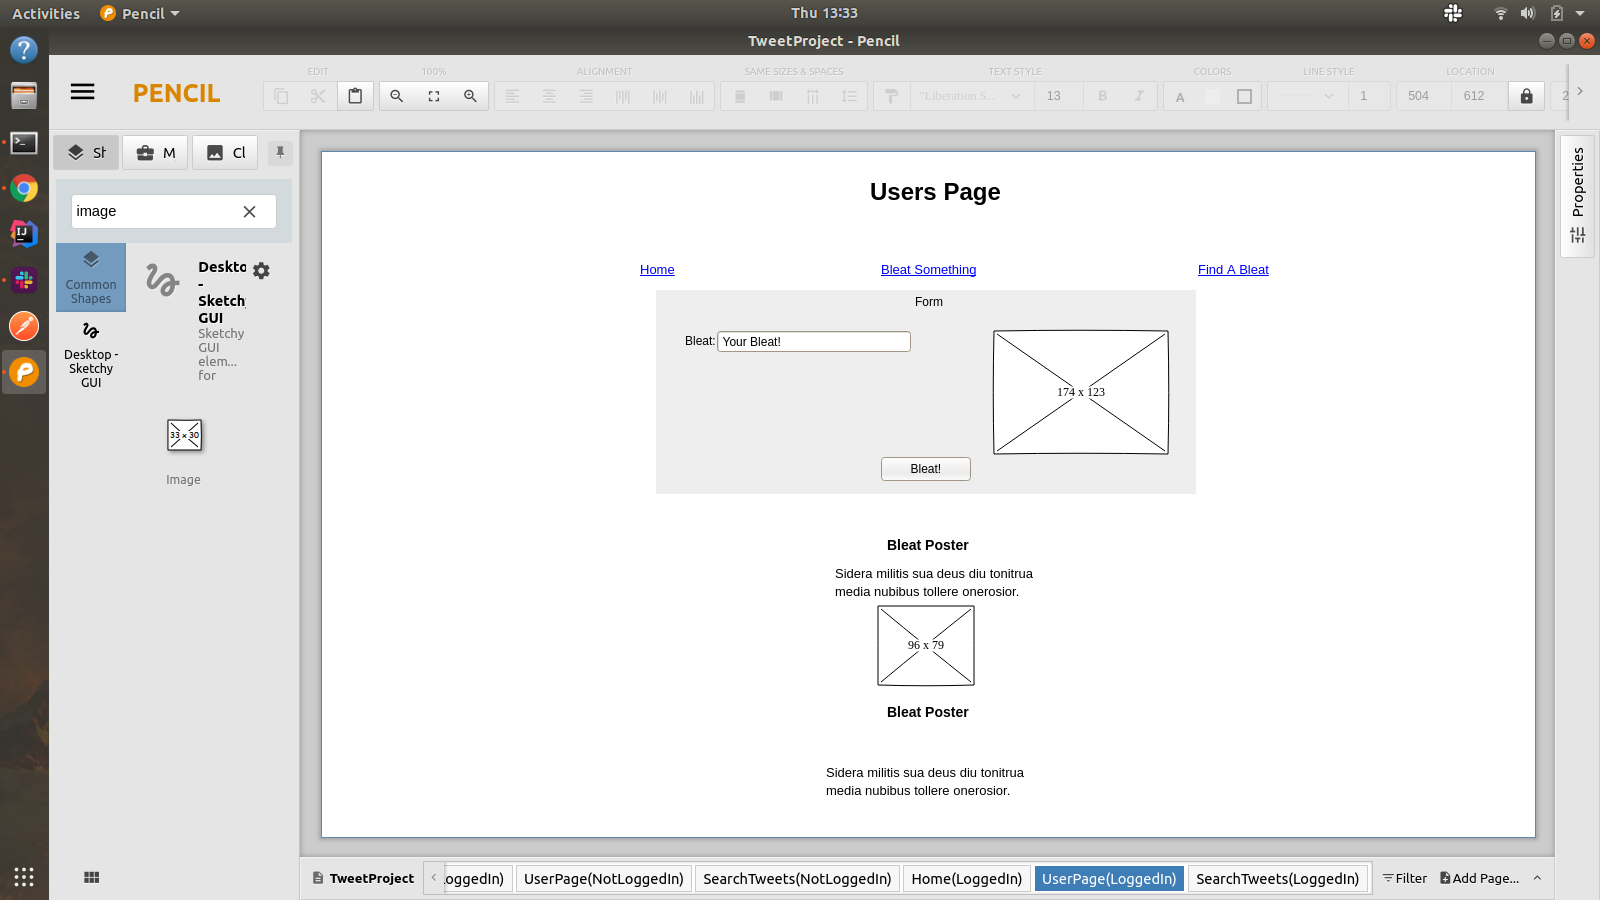 Activities
Pencil
Thu 13:33
TweetProject - Pencil
PENCIL
EDIT
100%
ALIGNMENT
SAME SIZES & SPACES
TEXT STYLE
COLORS
LINE STYLE
LOCATION
"Liberation S...
13
B
I
A
1
504
612
2
Sh
M
Cl
image
Common
Shapes
Desktop -
Sketchy
GUI
Deskto
-
Sketchy
GUI
Sketchy
GUI
elem...
for
33 x 30
Image
Users Page
Home
Bleat Something
Find A Bleat
Form
Bleat:
Your Bleat!
174 x 123
Bleat!
Bleat Poster
Sidera militis sua deus diu tonitrua
media nubibus tollere onerosior.
96 x 79
Bleat Poster
Sidera militis sua deus diu tonitrua
media nubibus tollere onerosior.
Properties
TweetProject
LoggedIn)
UserPage(NotLoggedIn)
SearchTweets(NotLoggedIn)
Home(LoggedIn)
UserPage(LoggedIn)
SearchTweets(LoggedIn)
Filter
Add Page...